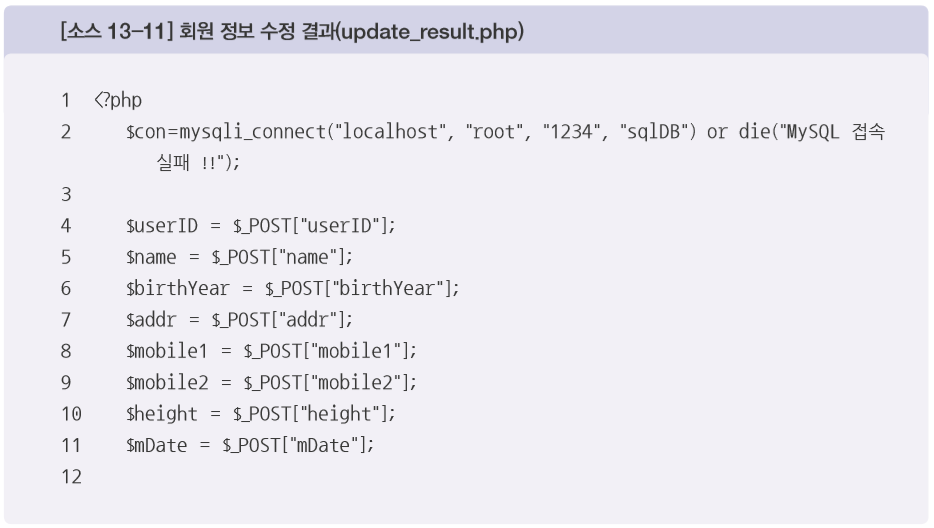 [소스 13-11] 회원 정보 수정 결과(update_result.php)
1 <?php
2 $con=mysqli_connect("localhost", "root", "1234", "sqlDB") or die("MySQL 접속
실패 !!");
3
4 $userID = $_POST["userID"];
5 $name = $_POST["name"];
6 $birthYear = $_POST["birthYear"];
7 $addr = $_POST["addr"];
8 $mobile1 = $_POST["mobile1"];
9 $mobile2 = $_POST["mobile2"];
10 $height = $_POST["height"];
11 $mDate = $_POST["mDate"];
12